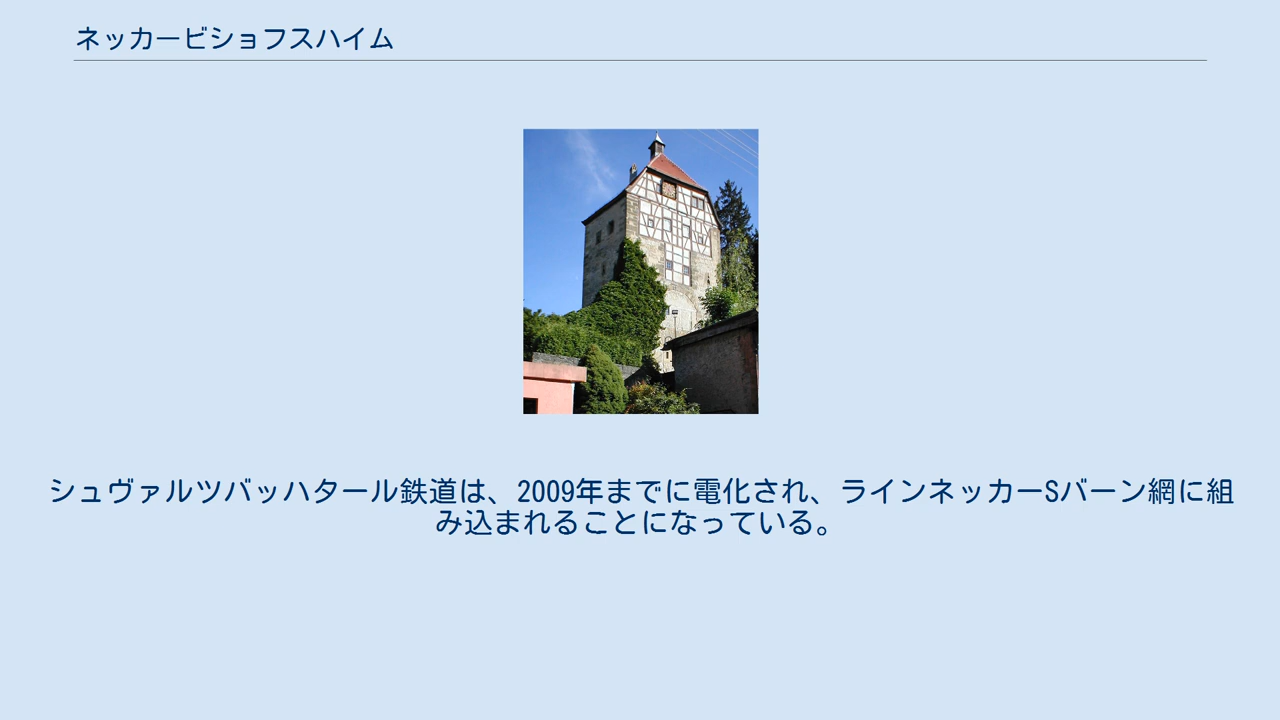 ネッカービショフスハイム
シュヴァルツバッハタール鉄道は、2009年までに電化され、ラインネッカーSバーン網に組
み込まれることになっている。